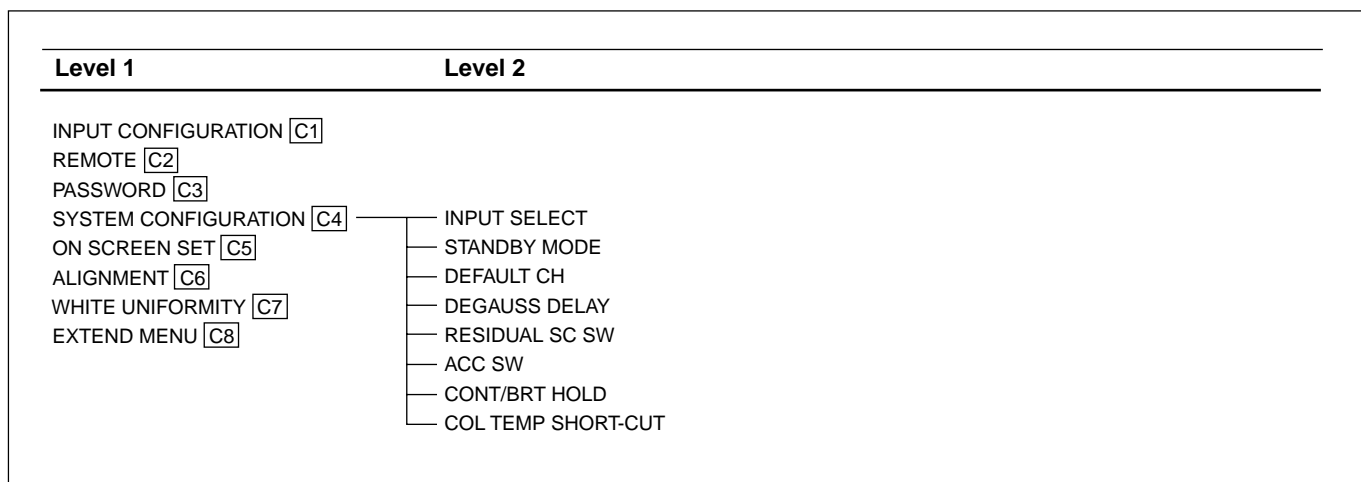 Level 1 Level 2
INPUT CONFIGURATION C1
REMOTE C2
PASSWORD C3
SYSTEM CONFIGURATION C4 INPUT SELECT
ON SCREEN SET C5 STANDBY MODE
ALIGNMENT C6 DEFAULT CH
WHITE UNIFORMITY C7 DEGAUSS DELAY
EXTEND MENU C8 RESIDUAL SC SW
ACC SW
CONT/BRT HOLD
COL TEMP SHORT-CUT